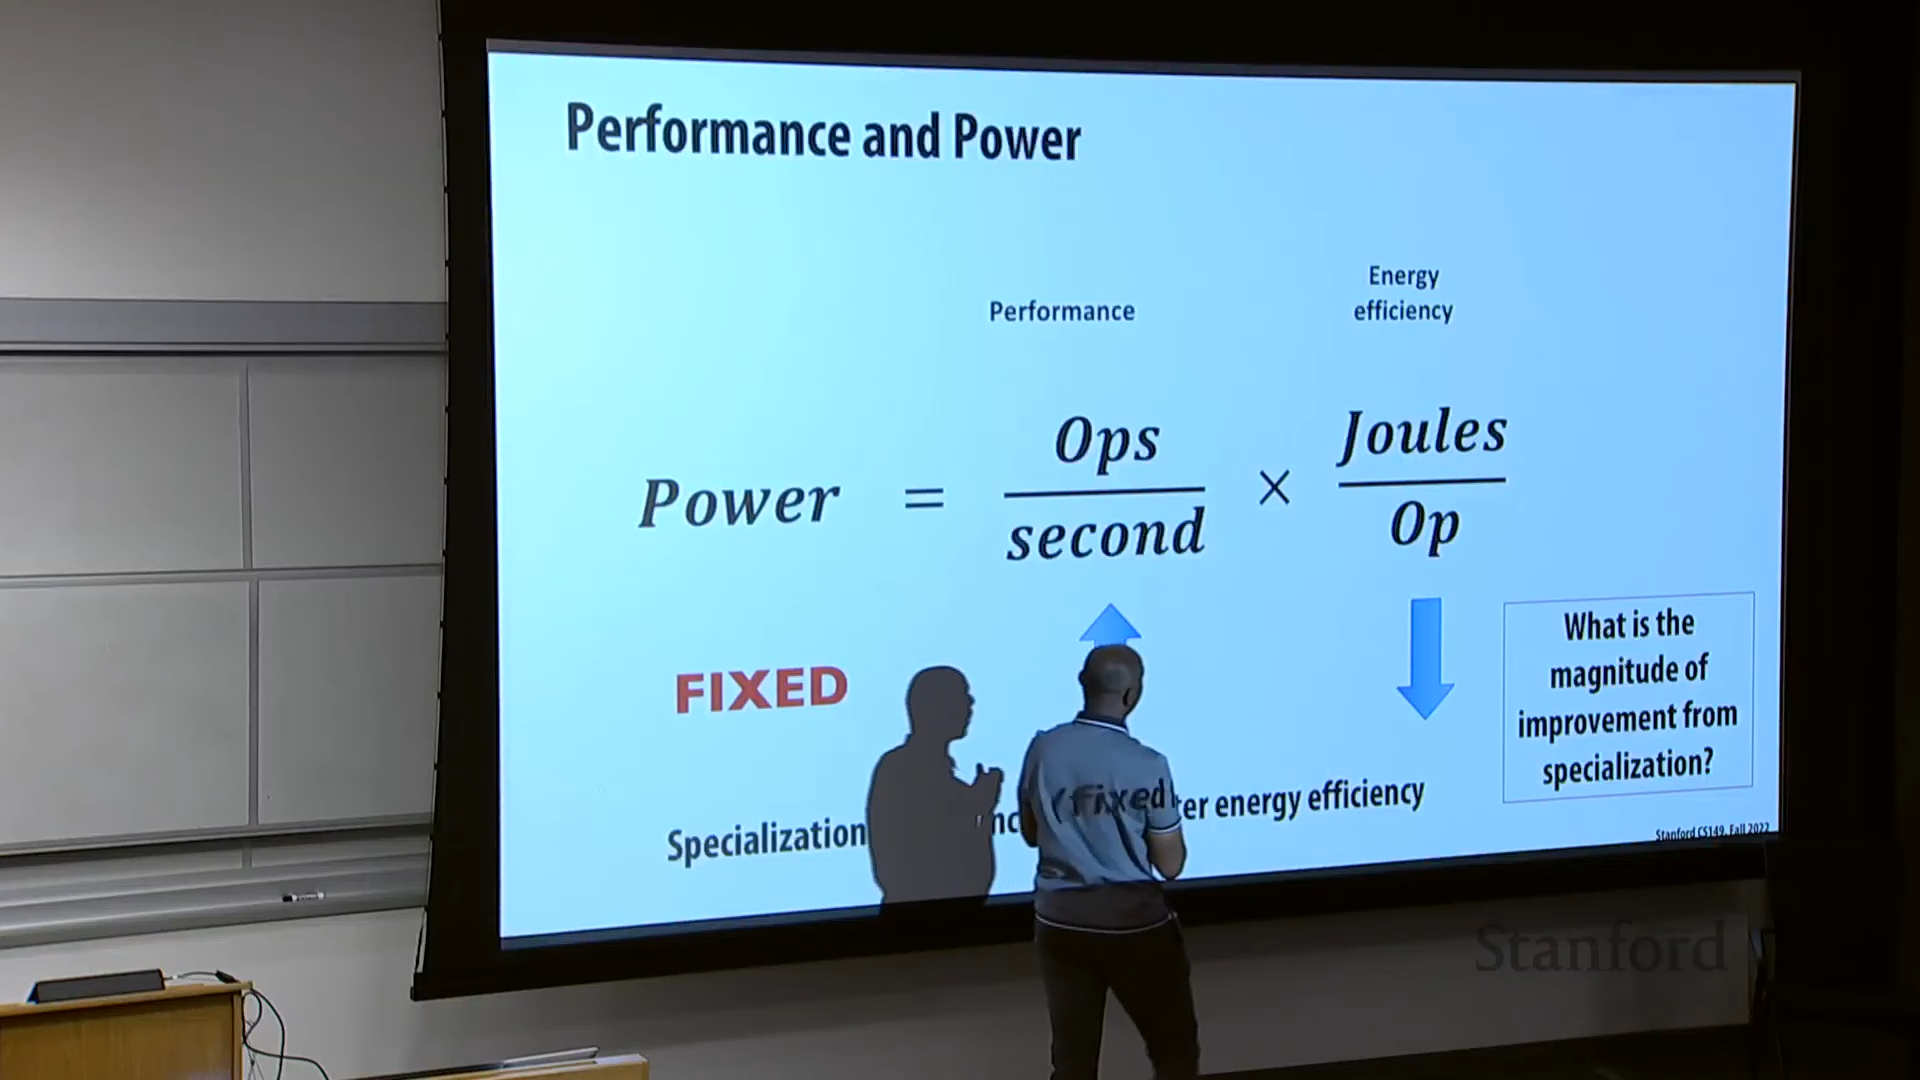 Performance and Power
Energy
efficiency
Performance
Power = Ops/second × Joules/Op
FIXED
What is the
magnitude of
improvement from
specialization?
Specialization (fixed energy efficiency
Stanford CS149, Fall 2022
Stanford